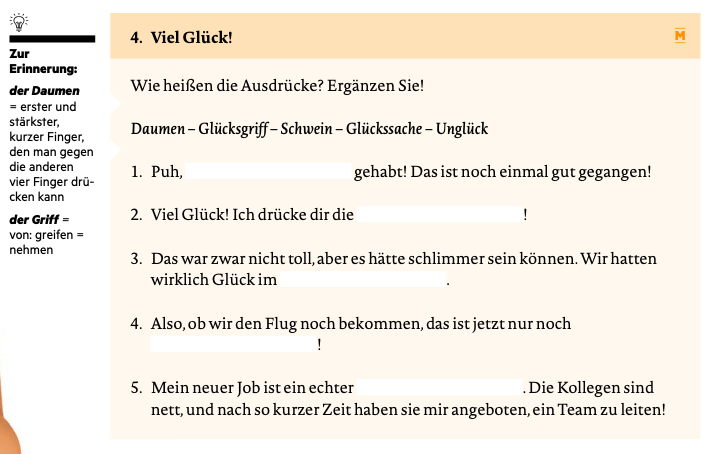 Zur
Erinnerung:
der Daumen
= erster und
stärkster,
kurzer Finger,
den man gegen
die anderen
vier Finger drü-
cken kann
der Griff =
von: greifen =
nehmen
4. Viel Glück!
M
Wie heißen die Ausdrücke? Ergänzen Sie!
Daumen – Glücksgriff – Schwein – Glückssache – Unglück
1. Puh, gehabt! Das ist noch einmal gut gegangen!
2. Viel Glück! Ich drücke dir die !
3. Das war zwar nicht toll, aber es hätte schlimmer sein können. Wir hatten
wirklich Glück im .
4. Also, ob wir den Flug noch bekommen, das ist jetzt nur noch
!
5. Mein neuer Job ist ein echter . Die Kollegen sind
nett, und nach so kurzer Zeit haben sie mir angeboten, ein Team zu leiten!